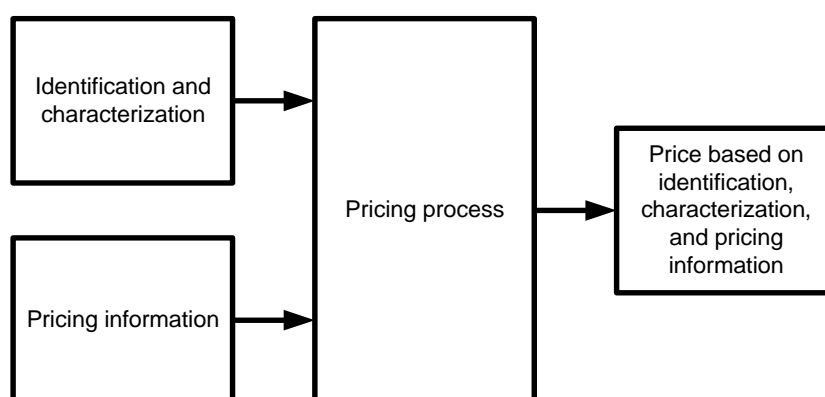 Identification and
characterization
Pricing information
Pricing process
Price based on
identification,
characterization,
and pricing
information